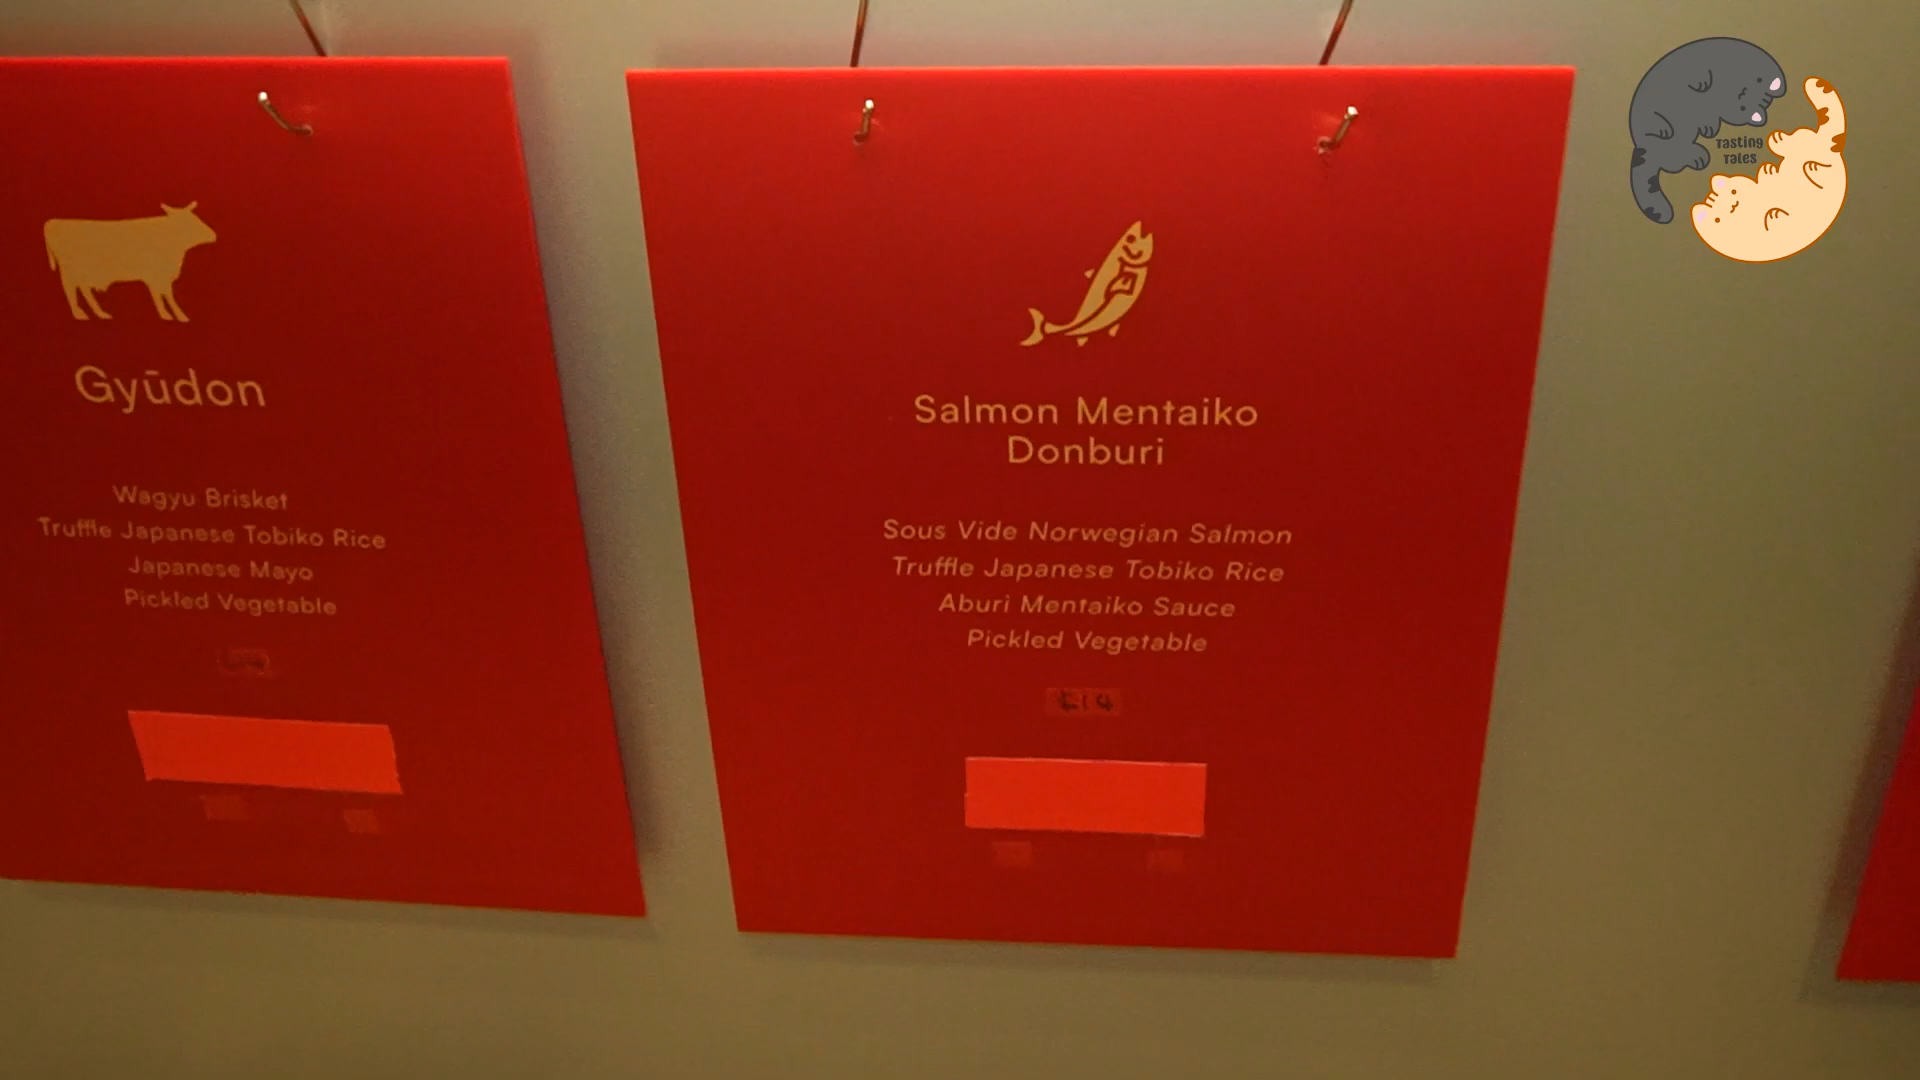 Gyūdon
Wagyu Brisket
Truffle Japanese Tobiko Rice
Japanese Mayo
Pickled Vegetable
Salmon Mentaiko
Donburi
Sous Vide Norwegian Salmon
Truffle Japanese Tobiko Rice
Aburi Mentaiko Sauce
Pickled Vegetable
Tasting
Tales